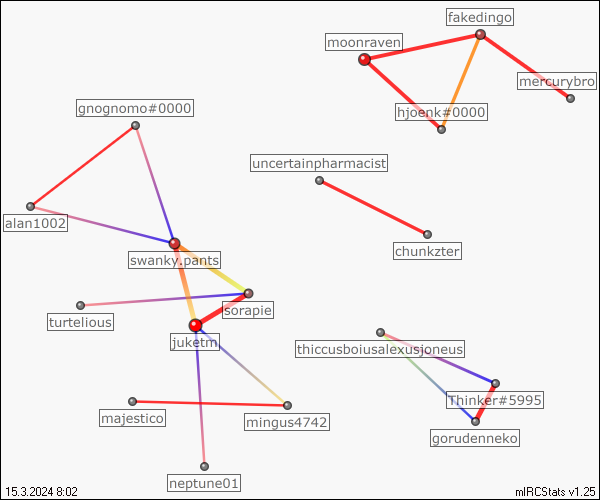 fakedingo
moonraven
mercurybro
gnognomo#0000
hjoenk#0000
uncertainpharmacist
alan1002
chunkzter
swanky.pants
sorapie
turtelious
juketm
thiccusboiusalexusjoneus
Thinker#5995
majestico
mingus4742
gorudenneko
neptune01
15.3.2024 8:02
mIRCStats v1.25